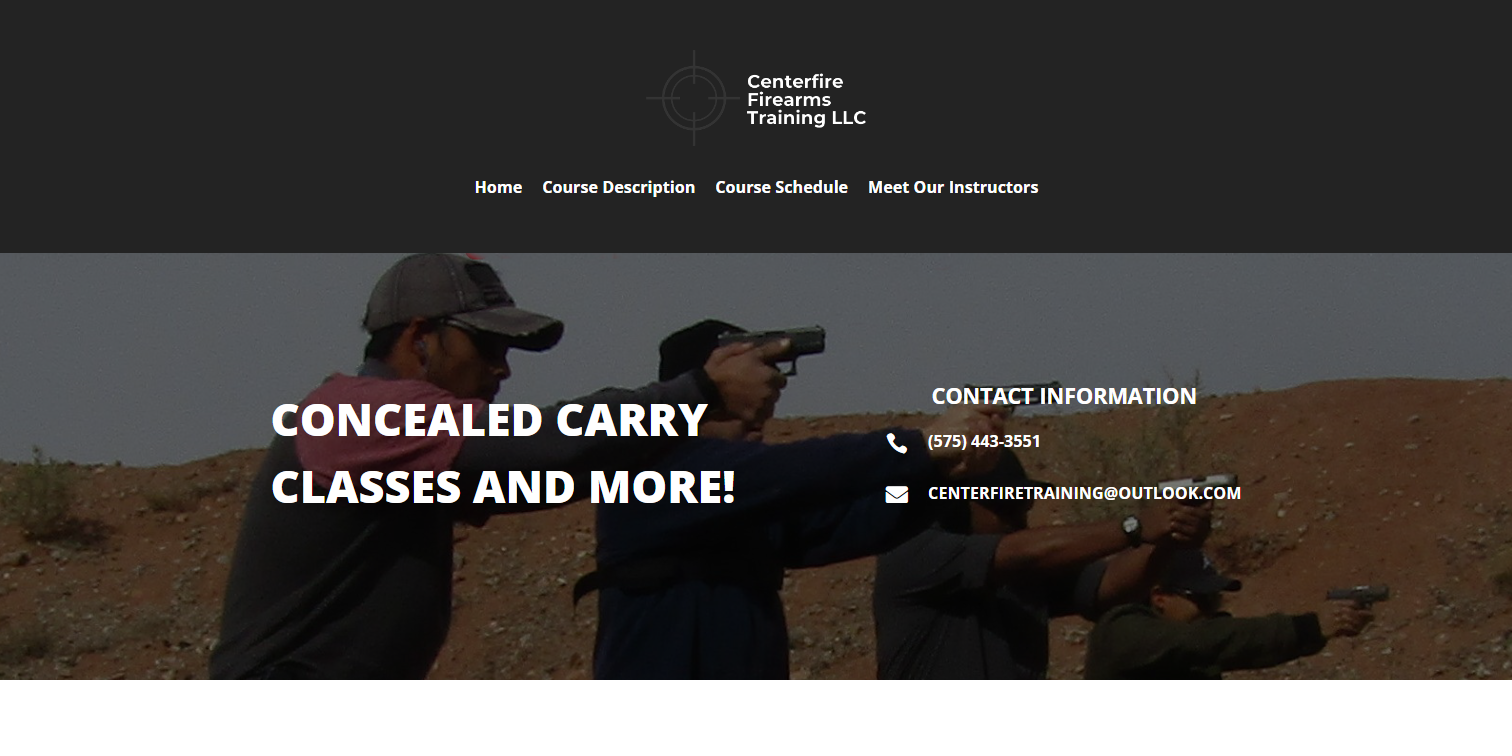 Centerfire
Firearms
Training LLC
Home Course Description Course Schedule Meet Our Instructors
CONCEALED CARRY
CLASSES AND MORE!
CONTACT INFORMATION
(575) 443-3551
CENTERFIRETRAINING@OUTLOOK.COM